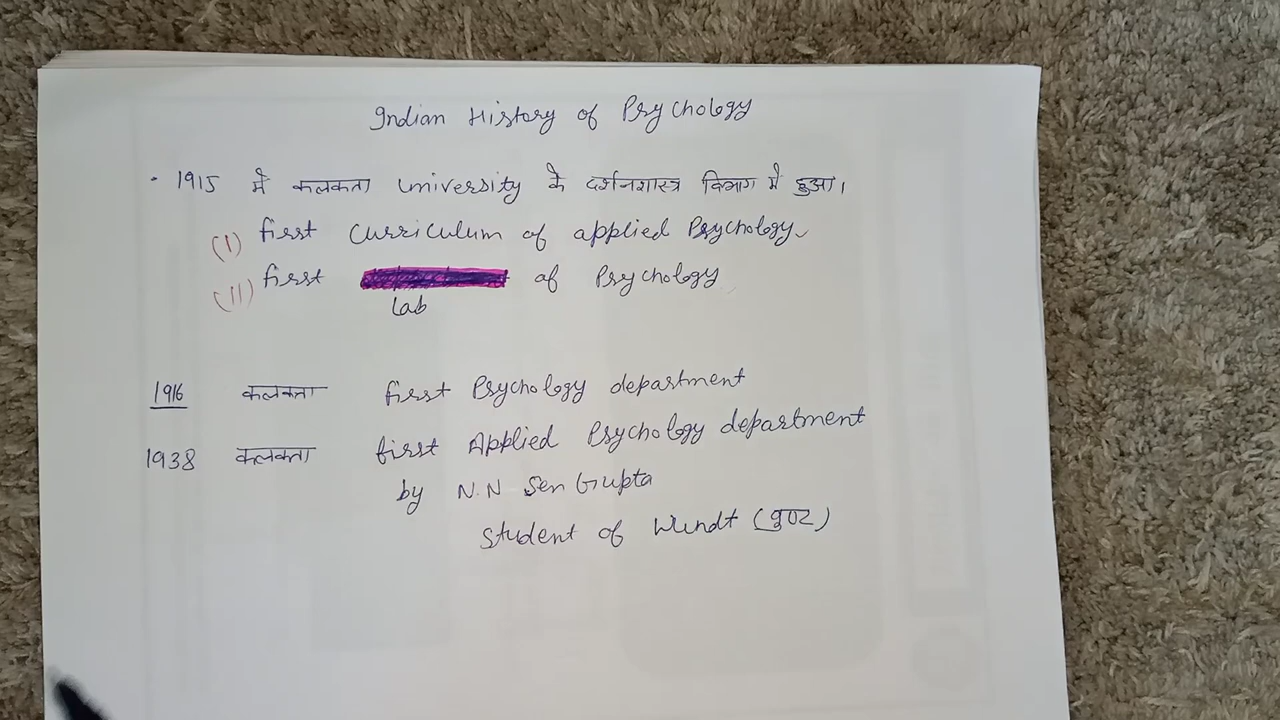 Indian History of Psychology
• 1915 में कलकता University के दर्शनशास्त्र विभाग में हुआ।
(I) first curriculum of applied Psychology
(II) first of Psychology
Lab
1916 कलकता first Psychology department
1938 कलकता first Applied Psychology department
by N.N Sen Gupta
Student of Wundt (वुण्ट)